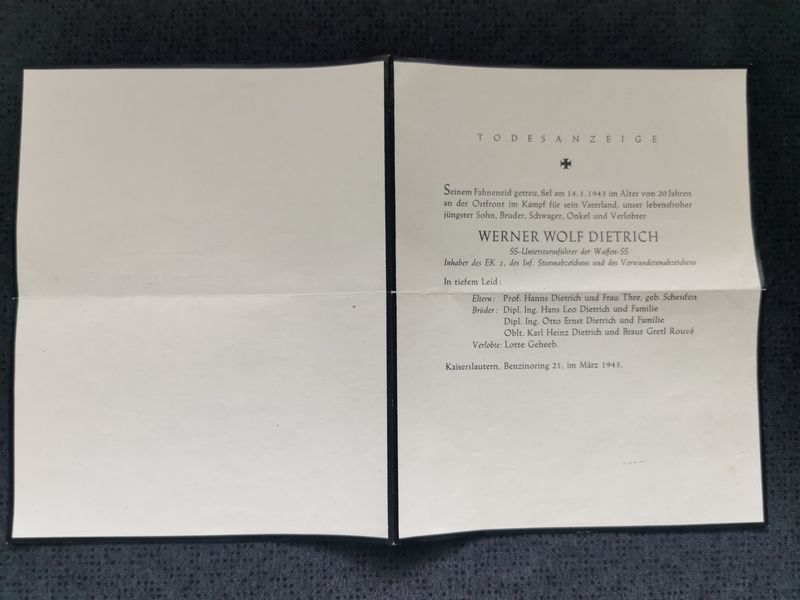 TODESANZEIGE
Seinem Fahneneid getreu, fiel am 14. 1. 1943 im Alter von 20 Jahren
an der Ostfront im Kampf für sein Vaterland, unser lebensfroher
jüngster Sohn, Bruder, Schwager, Onkel und Verlobter
WERNER WOLF DIETRICH
SS-Untersturmführer der Waffen-SS
Inhaber des EK 2, des Inf. Sturmabzeichens und des Verwundetenabzeichens
In tiefem Leid:
Eltern: Prof. Hanns Dietrich und Frau Thre, geb. Scheufen
Brüder: Dipl. Ing. Hans Leo Dietrich und Familie
Dipl. Ing. Otto Ernst Dietrich und Familie
Oblt. Karl Heinz Dietrich und Braut Gretl Rouvé
Verlobte: Lotte Geheeb.
Kaiserslautern, Benzinoring 21, im März 1943.